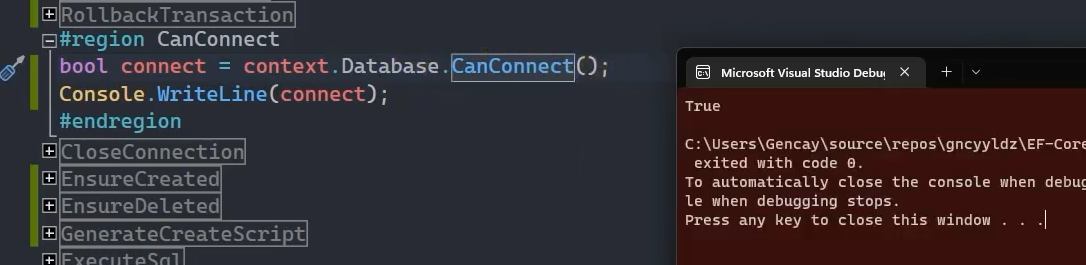 RollbackTransaction
#region CanConnect
bool connect = context.Database.CanConnect();
Console.WriteLine(connect);
#endregion
CloseConnection
EnsureCreated
EnsureDeleted
GenerateCreateScript
ExecuteSql
Microsoft Visual Studio Debu
True
C:\Users\Gencay\source\repos\gncyyldz\EF-Core
exited with code 0.
To automatically close the console when debug
le when debugging stops.
Press any key to close this window . . .